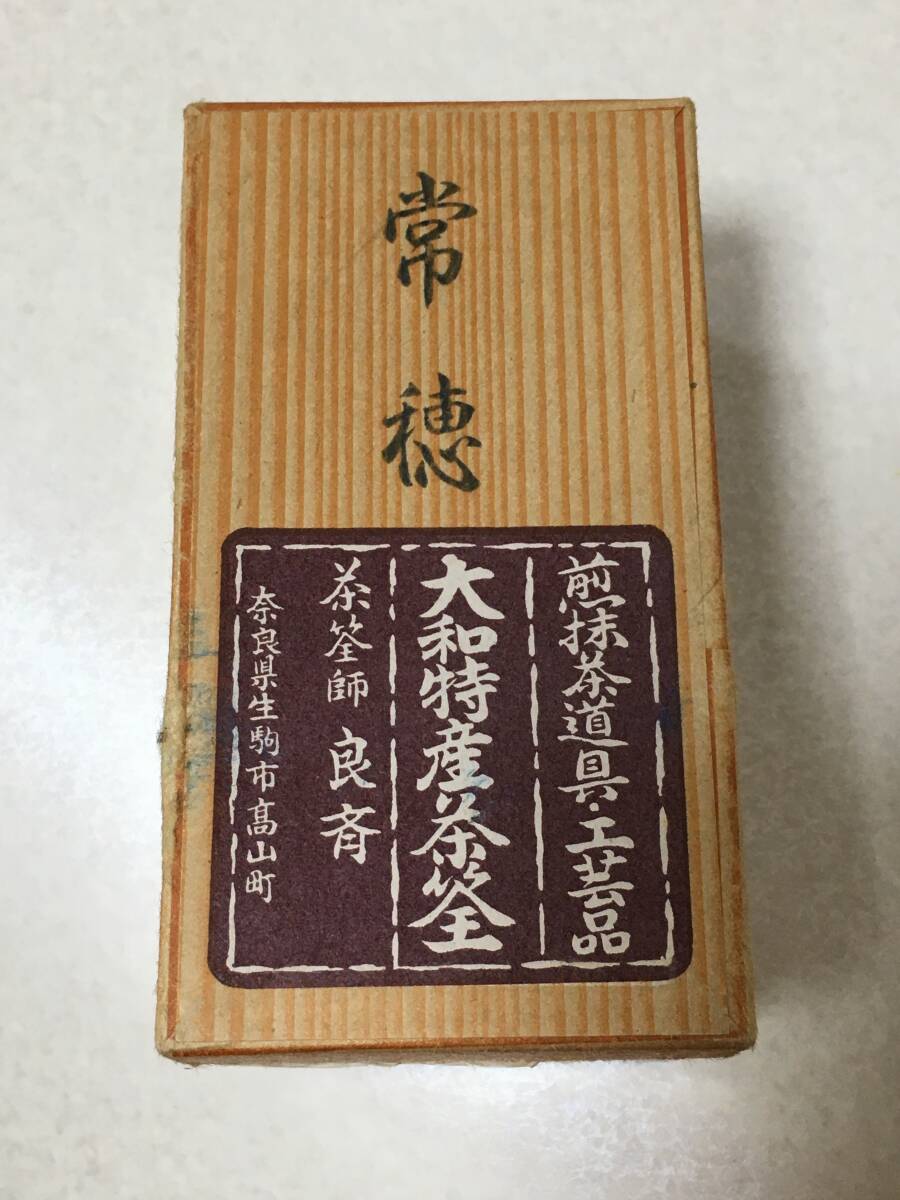 常穂
煎抹茶道具・工芸品
大和特産茶筌
茶筌師 良斉
奈良県生駒市高山町